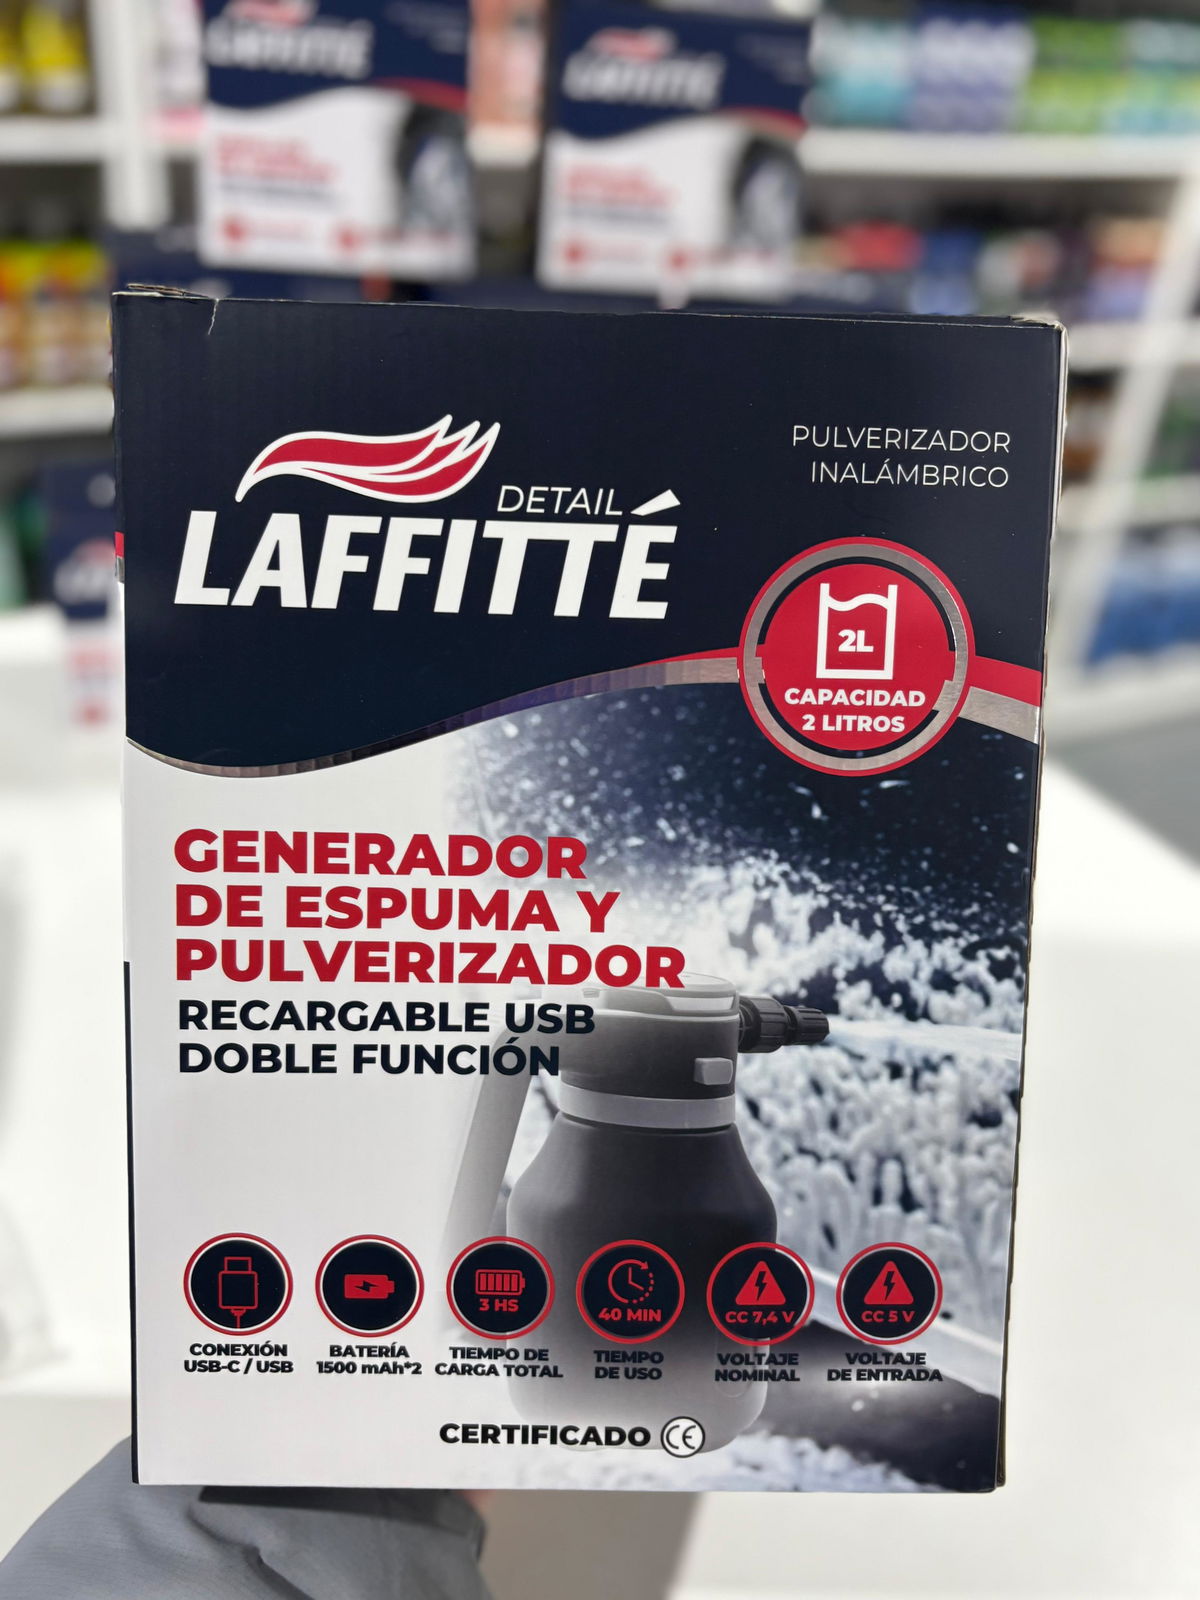 DETAIL
LAFFITTÉ
PULVERIZADOR
INALÁMBRICO
2L
CAPACIDAD
2 LITROS
GENERADOR
DE ESPUMA Y
PULVERIZADOR
RECARGABLE USB
DOBLE FUNCIÓN
CONEXIÓN
USB-C / USB
BATERÍA
1500 mAh*2
3 HS
TIEMPO DE
CARGA TOTAL
40 MIN
TIEMPO
DE USO
CC 7,4 V
VOLTAJE
NOMINAL
CC 5 V
VOLTAJE
DE ENTRADA
CERTIFICADO CE